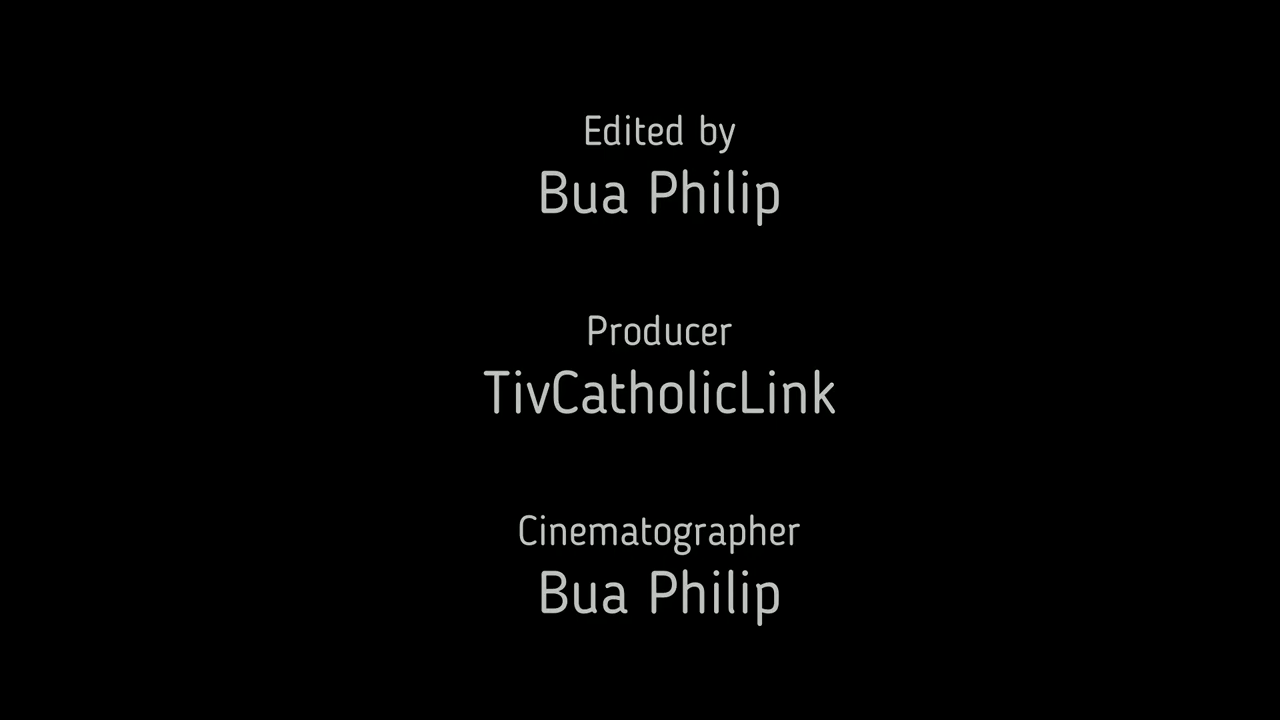 Edited by
Bua Philip
Producer
TivCatholicLink
Cinematographer
Bua Philip